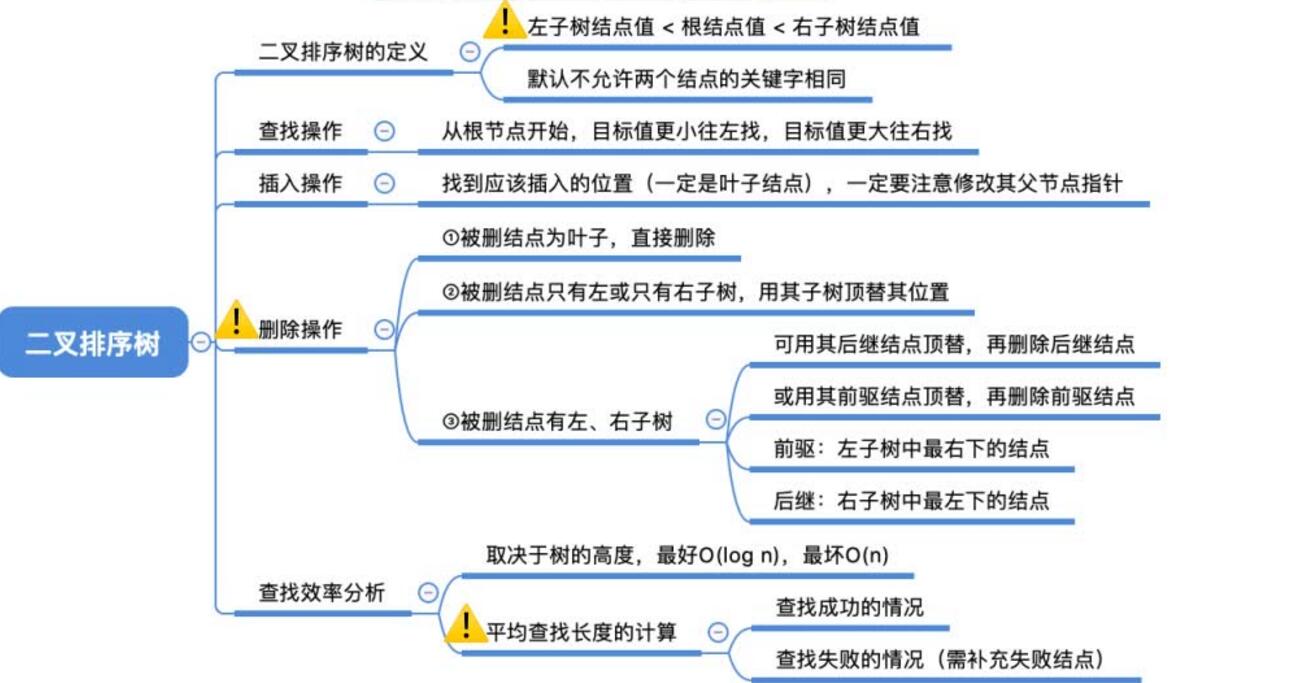 二叉排序树
二叉排序树的定义
左子树结点值 < 根结点值 < 右子树结点值
默认不允许两个结点的关键字相同
查找操作
从根节点开始，目标值更小往左找，目标值更大往右找
插入操作
找到应该插入的位置（一定是叶子结点），一定要注意修改其父节点指针
删除操作
①被删结点为叶子，直接删除
②被删结点只有左或只有右子树，用其子树顶替其位置
③被删结点有左、右子树
可用其后继结点顶替，再删除后继结点
或用其前驱结点顶替，再删除前驱结点
前驱：左子树中最右下的结点
后继：右子树中最左下的结点
查找效率分析
取决于树的高度，最好O(log n)，最坏O(n)
平均查找长度的计算
查找成功的情况
查找失败的情况（需补充失败结点）